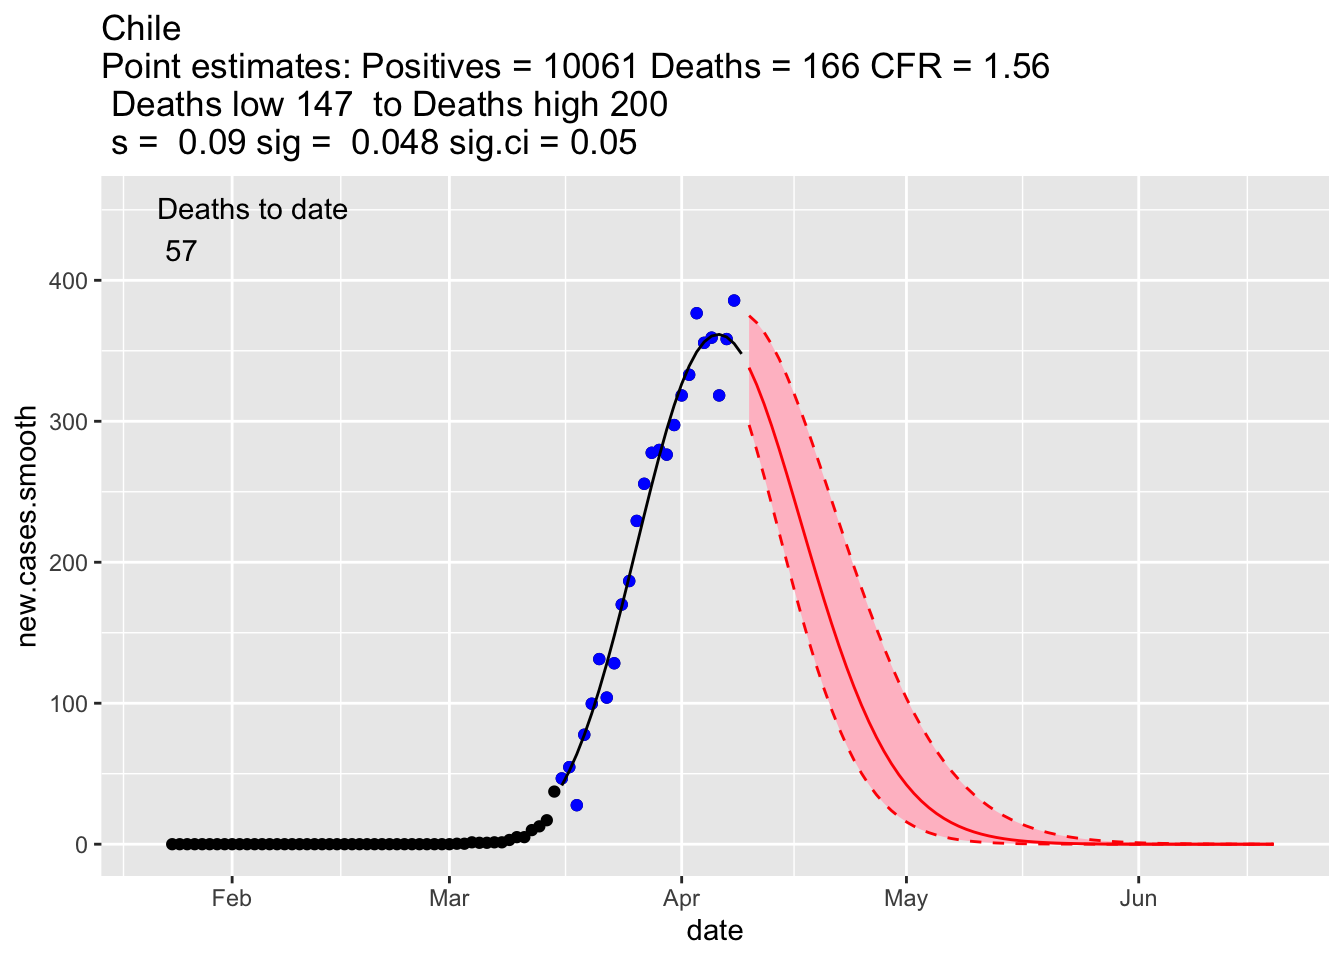 Chile
Point estimates: Positives = 10061 Deaths = 166 CFR = 1.56
Deaths low 147  to Deaths high 200
s =  0.09 sig =  0.048 sig.ci = 0.05
Deaths to date
57
400
300
200
100
0
new.cases.smooth
Feb Mar Apr May Jun
date